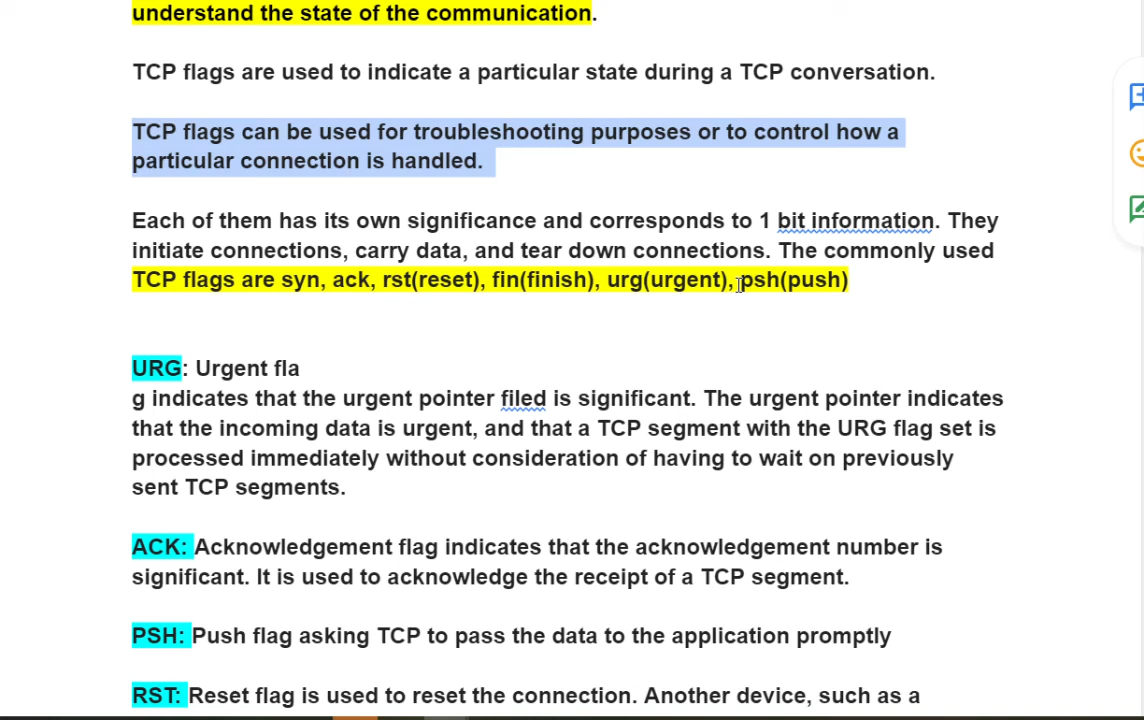 understand the state of the communication.
TCP flags are used to indicate a particular state during a TCP conversation.
TCP flags can be used for troubleshooting purposes or to control how a
particular connection is handled.
Each of them has its own significance and corresponds to 1 bit information. They
initiate connections, carry data, and tear down connections. The commonly used
TCP flags are syn, ack, rst(reset), fin(finish), urg(urgent), psh(push)
URG: Urgent fla
g indicates that the urgent pointer filed is significant. The urgent pointer indicates
that the incoming data is urgent, and that a TCP segment with the URG flag set is
processed immediately without consideration of having to wait on previously
sent TCP segments.
ACK: Acknowledgement flag indicates that the acknowledgement number is
significant. It is used to acknowledge the receipt of a TCP segment.
PSH: Push flag asking TCP to pass the data to the application promptly
RST: Reset flag is used to reset the connection. Another device, such as a